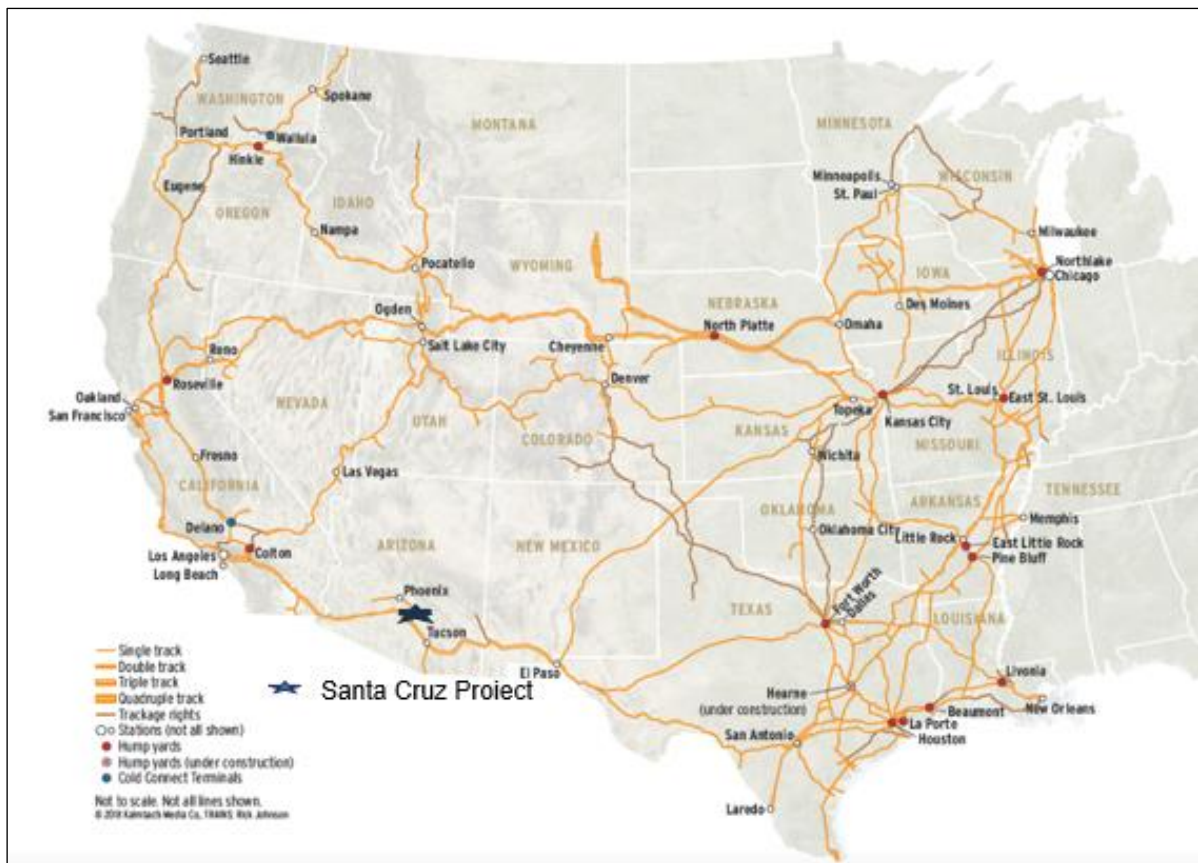 Seattle
WASHINGTON
Spokane
Portland
Wallula
Hinkle
Eugene
OREGON
IDAHO
Nampa
MONTANA
Pocatello
WYOMING
Ogden
Salt Lake City
Reno
Roseville
Oakland
San Francisco
NEVADA
UTAH
Fresno
CALIFORNIA
Las Vegas
Delano
Los Angeles
Colton
Long Beach
ARIZONA
Phoenix
Tucson
NEW MEXICO
El Paso
Cheyenne
Denver
COLORADO
NEBRASKA
North Platte
Omaha
MINNESOTA
Minneapolis
St. Paul
WISCONSIN
Milwaukee
Northlake
Chicago
IOWA
Des Moines
ILLINOIS
St. Louis
East St. Louis
Topeka
Kansas City
KANSAS
MISSOURI
Wichita
OKLAHOMA
Oklahoma City
ARKANSAS
TENNESSEE
Memphis
Little Rock
East Little Rock
Pine Bluff
TEXAS
Fort Worth
Dallas
LOUISIANA
Livonia
Hearne
(under construction)
Beaumont
New Orleans
La Porte
Houston
San Antonio
Laredo
Single track
Double track
Triple track
Quadruple track
Trackage rights
Stations (not all shown)
Hump yards
Hump yards (under construction)
Cold Connect Terminals
Santa Cruz Proiect
Not to scale. Not all lines shown.
Kalmbach Media Co., TRAINS. Rick Johnson